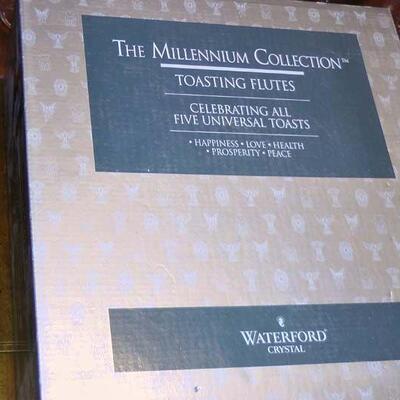 THE MILLENNIUM COLLECTION™
TOASTING FLUTES
CELEBRATING ALL
FIVE UNIVERSAL TOASTS
• HAPPINESS • LOVE • HEALTH
• PROSPERITY • PEACE
WATERFORD®
CRYSTAL